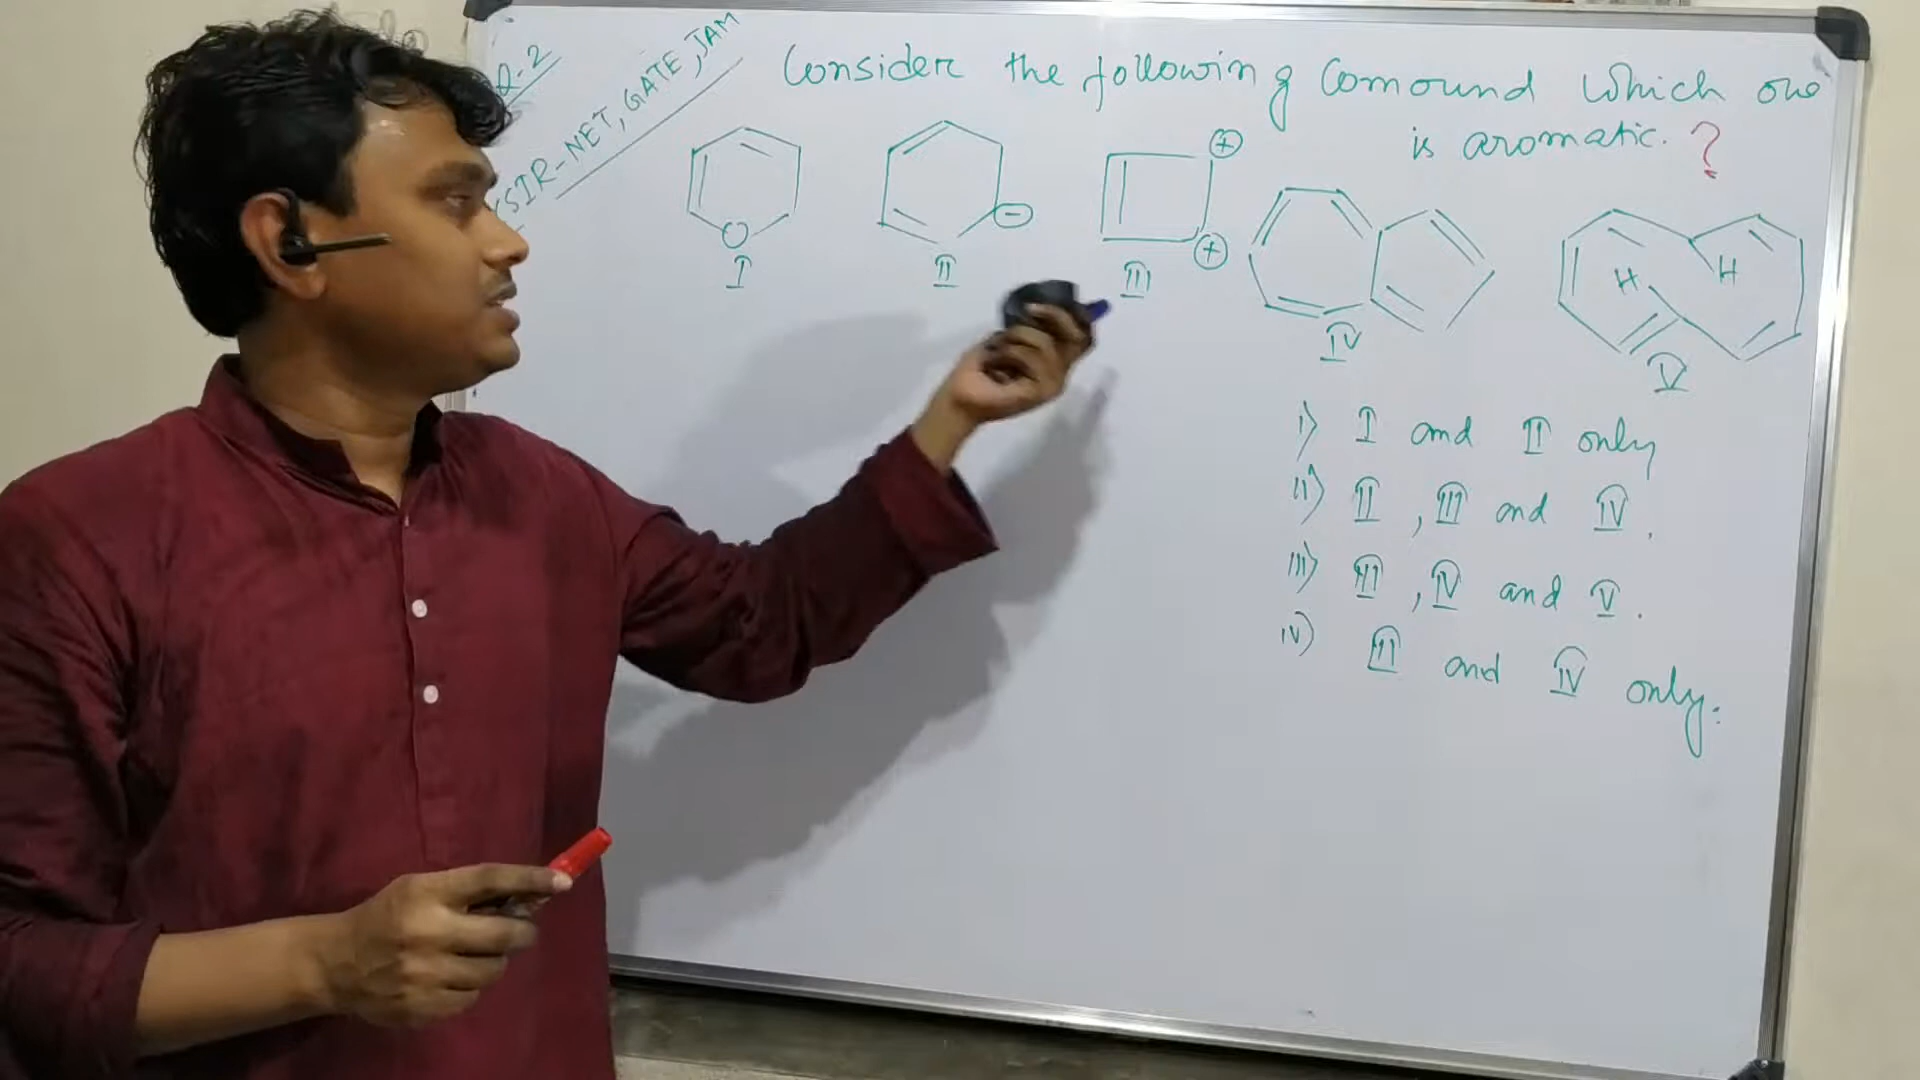 Q-2
CSIR-NET, GATE, JAM
Consider the following Comound which one
is aromatic. ?
O
I
-
II
+
+
III
IV
H
H
V
i) I and II only
ii) II , III and IV.
iii) III , IV and V.
iv) III and IV only.